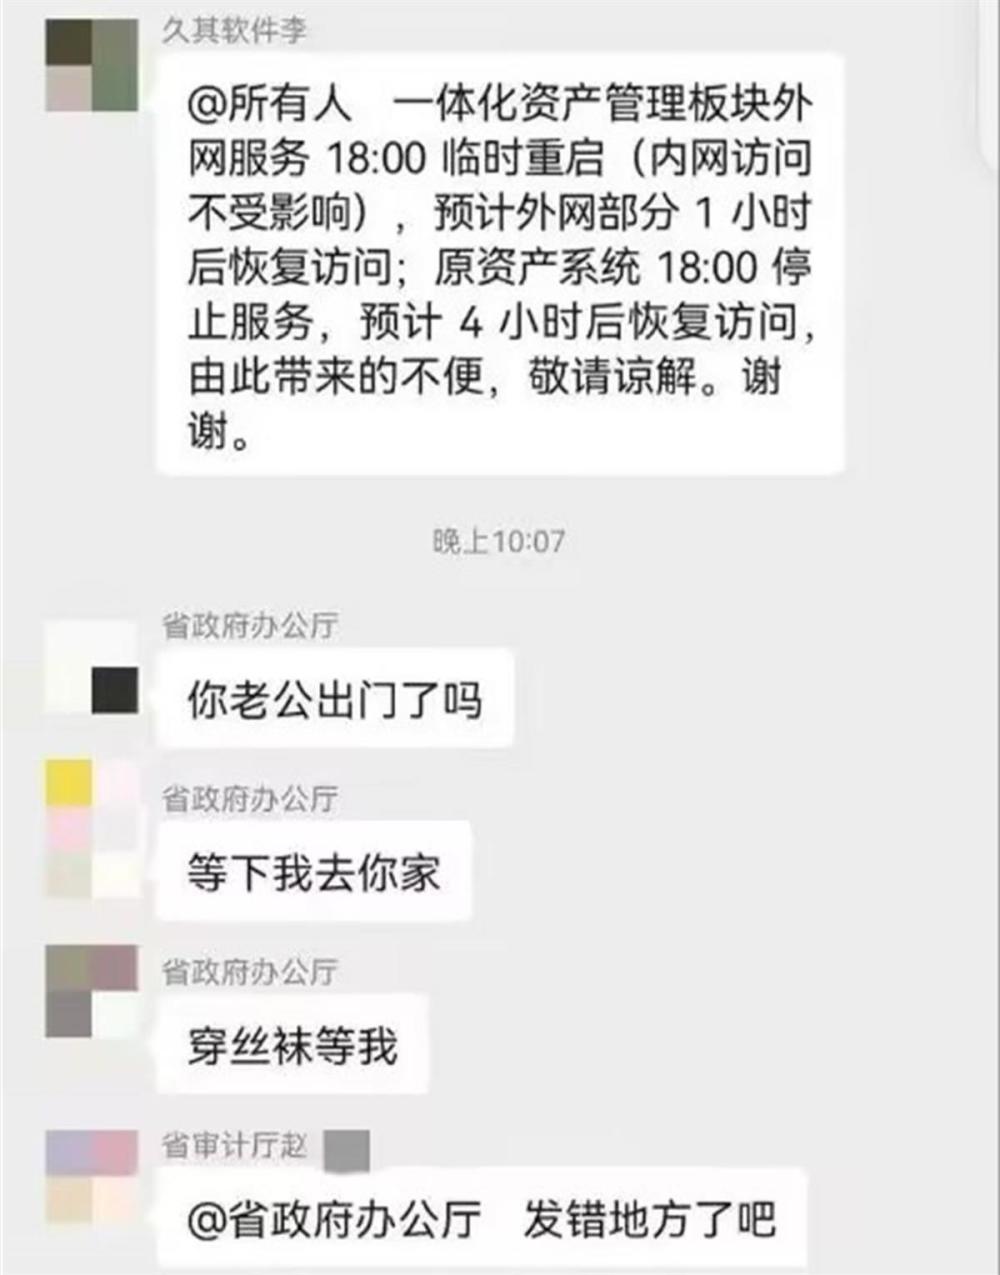 久其软件李
@所有人 一体化资产管理板块外
网服务 18:00 临时重启（内网访问
不受影响），预计外网部分 1 小时
后恢复访问；原资产系统 18:00 停
止服务，预计 4 小时后恢复访问，
由此带来的不便，敬请谅解。谢
谢。
晚上10:07
省政府办公厅
你老公出门了吗
省政府办公厅
等下我去你家
省政府办公厅
穿丝袜等我
省审计厅赵
@省政府办公厅 发错地方了吧